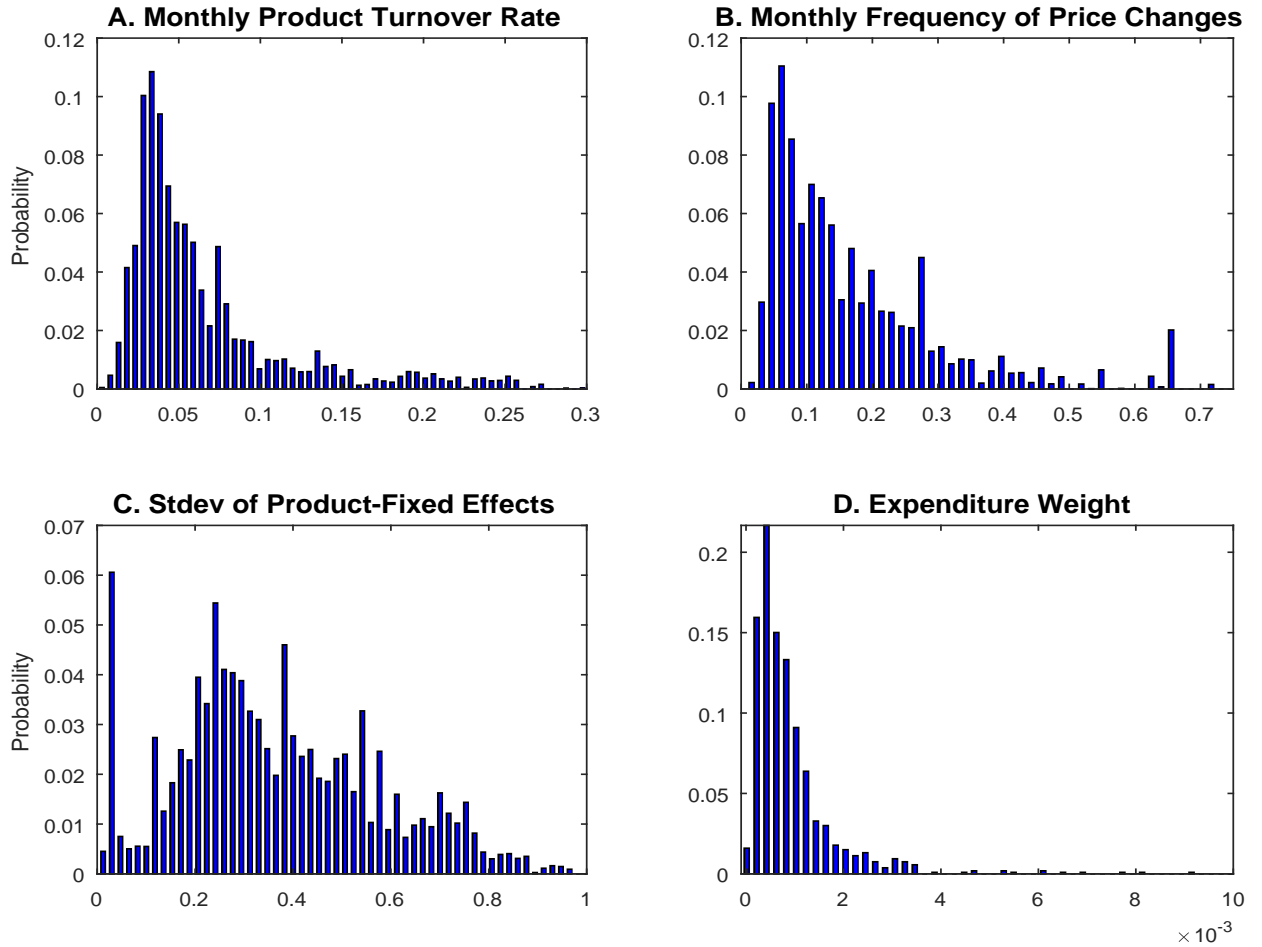 A. Monthly Product Turnover Rate
0.12
0.1
0.08
0.06
0.04
0.02
0
Probability
0 0.05 0.1 0.15 0.2 0.25 0.3
B. Monthly Frequency of Price Changes
0.12
0.1
0.08
0.06
0.04
0.02
0
0 0.1 0.2 0.3 0.4 0.5 0.6 0.7
C. Stdev of Product-Fixed Effects
0.07
0.06
0.05
0.04
0.03
0.02
0.01
0
Probability
0 0.2 0.4 0.6 0.8 1
D. Expenditure Weight
0.2
0.15
0.1
0.05
0
0 2 4 6 8 10
×10⁻³